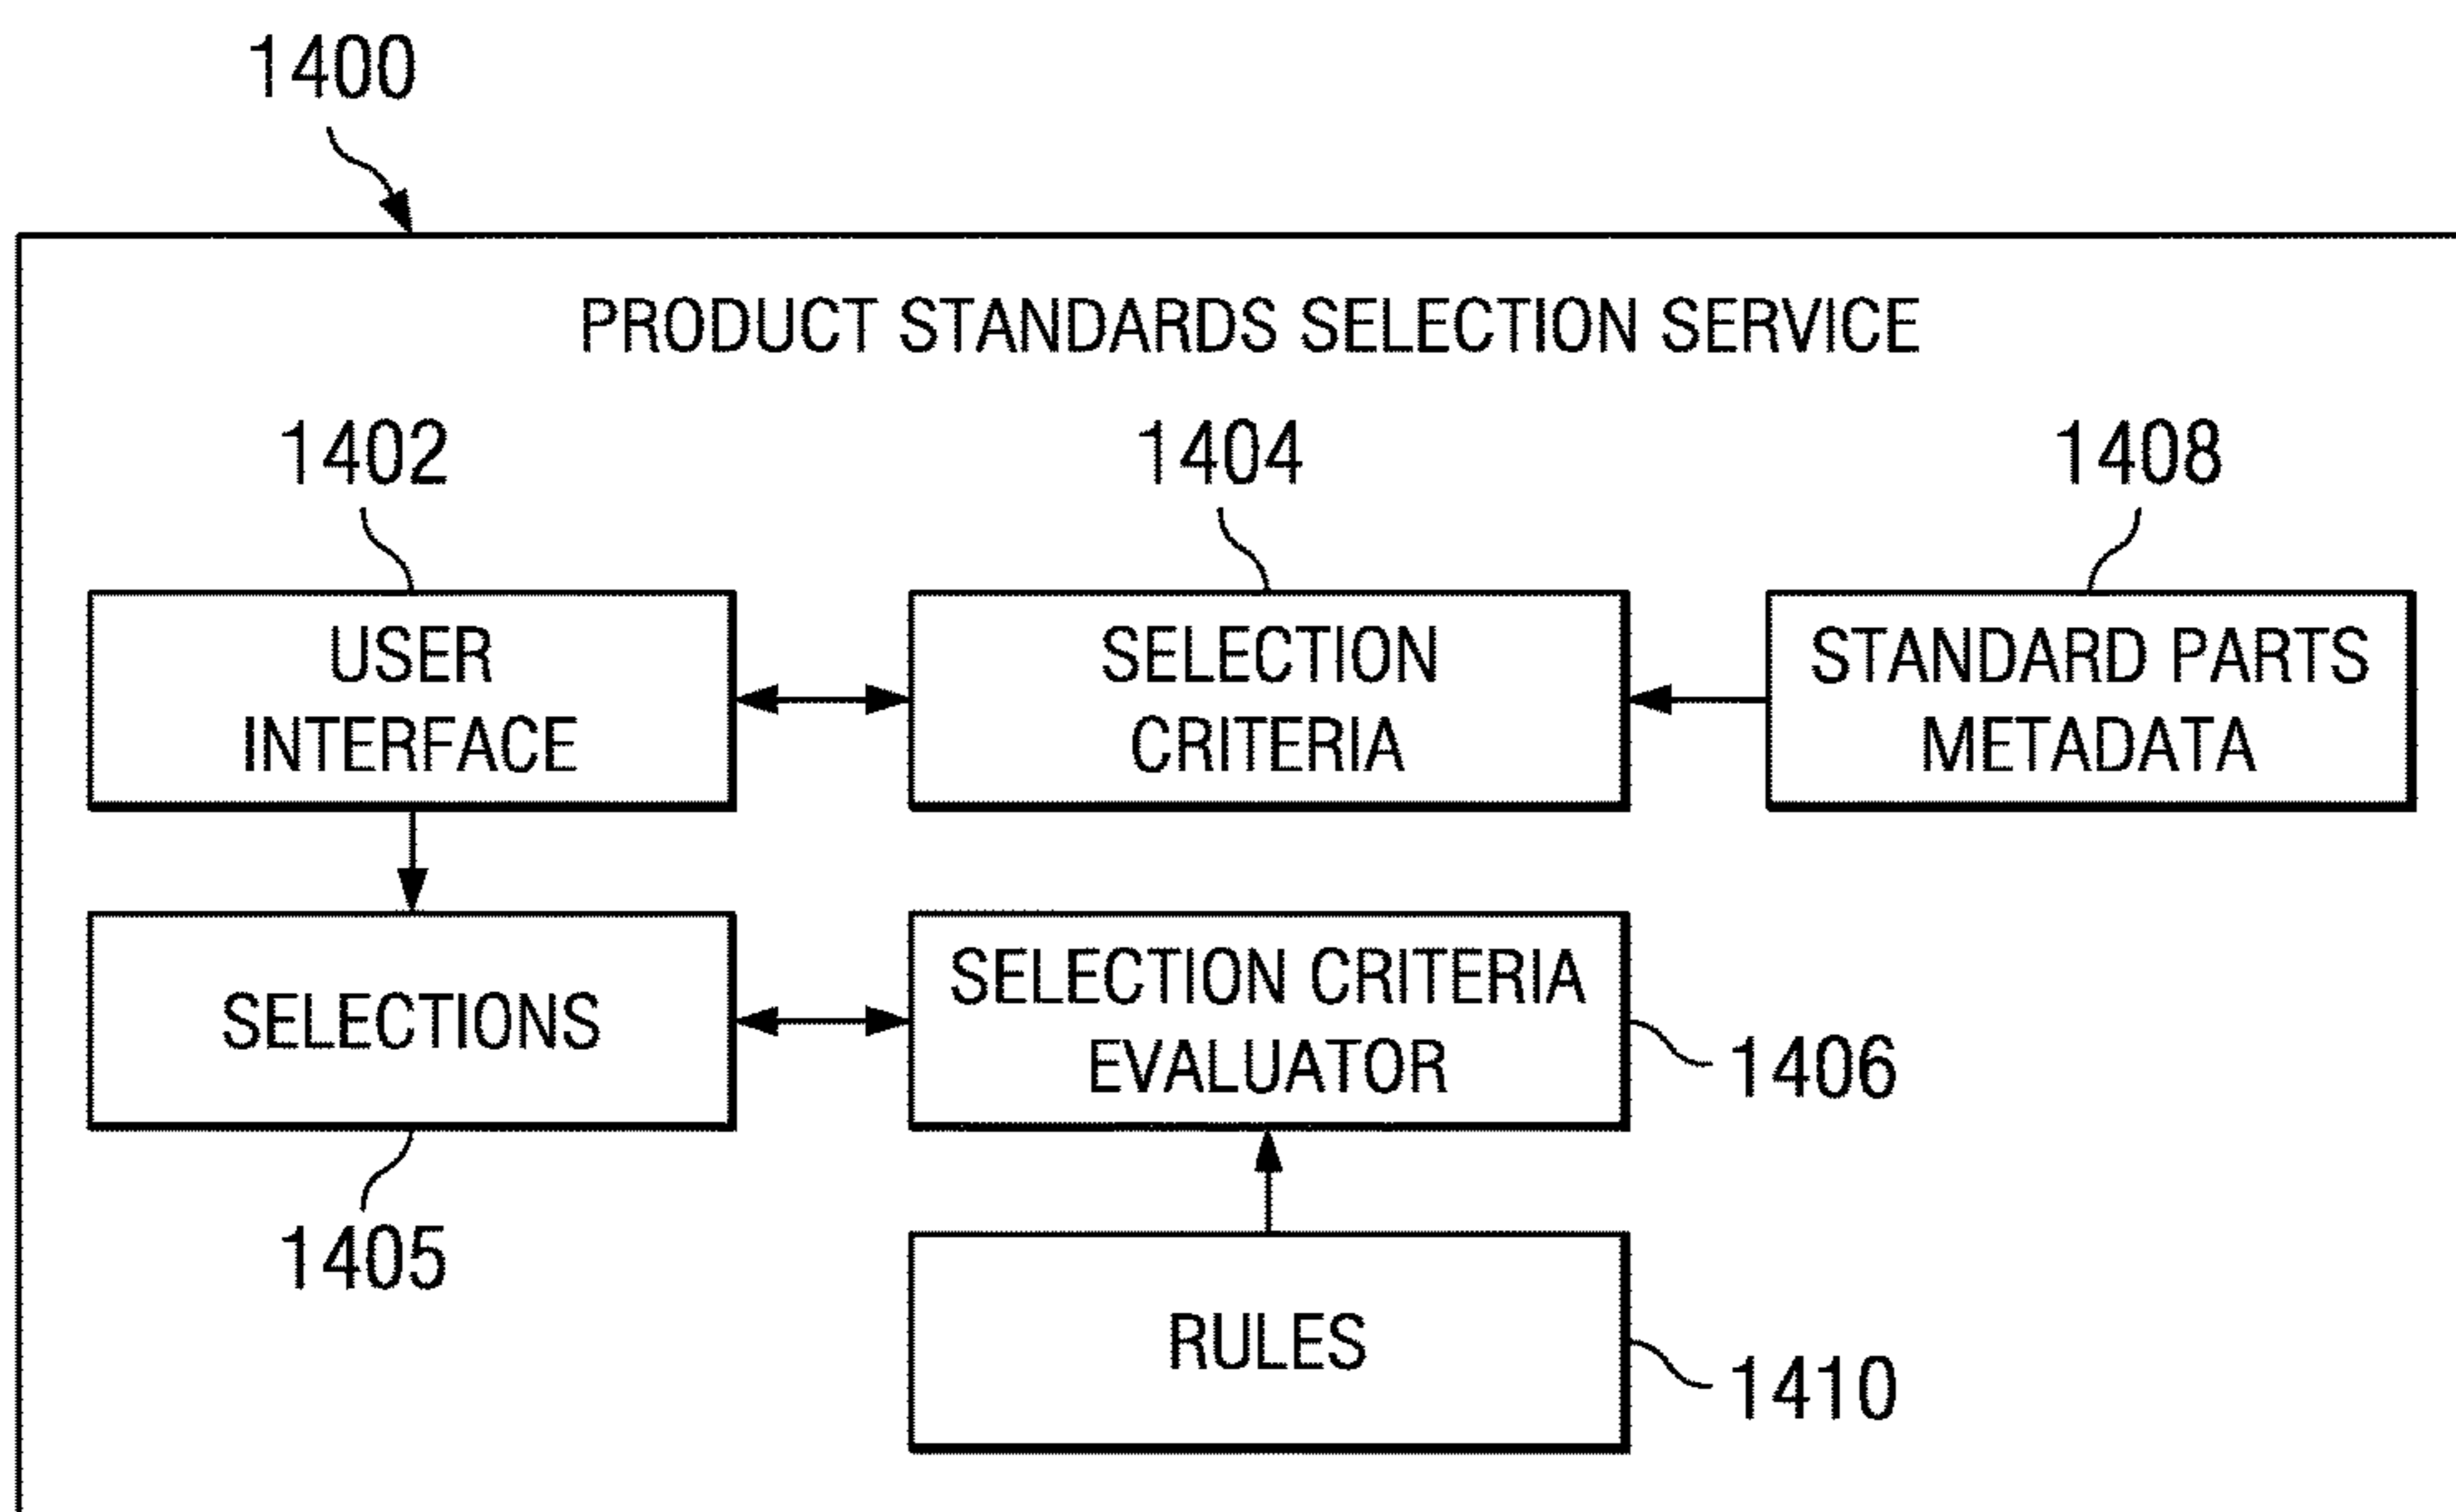 1400
PRODUCT STANDARDS SELECTION SERVICE
1402
1404
1408
USER
INTERFACE
SELECTION
CRITERIA
STANDARD PARTS
METADATA
SELECTIONS
SELECTION CRITERIA
EVALUATOR
1406
1405
RULES
1410